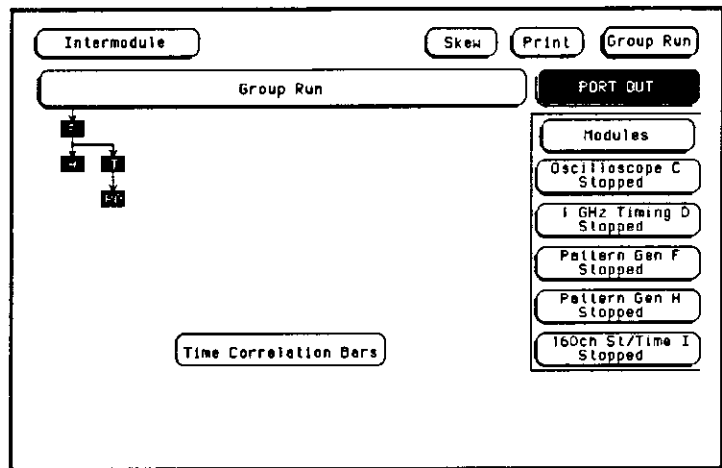 Intermodule
Skew
Print
Group Run
Group Run
PORT OUT
Modules
Oscilloscope C
Stopped
1 GHz Timing D
Stopped
Pattern Gen F
Stopped
Pattern Gen H
Stopped
160ch St/Time I
Stopped
Time Correlation Bars